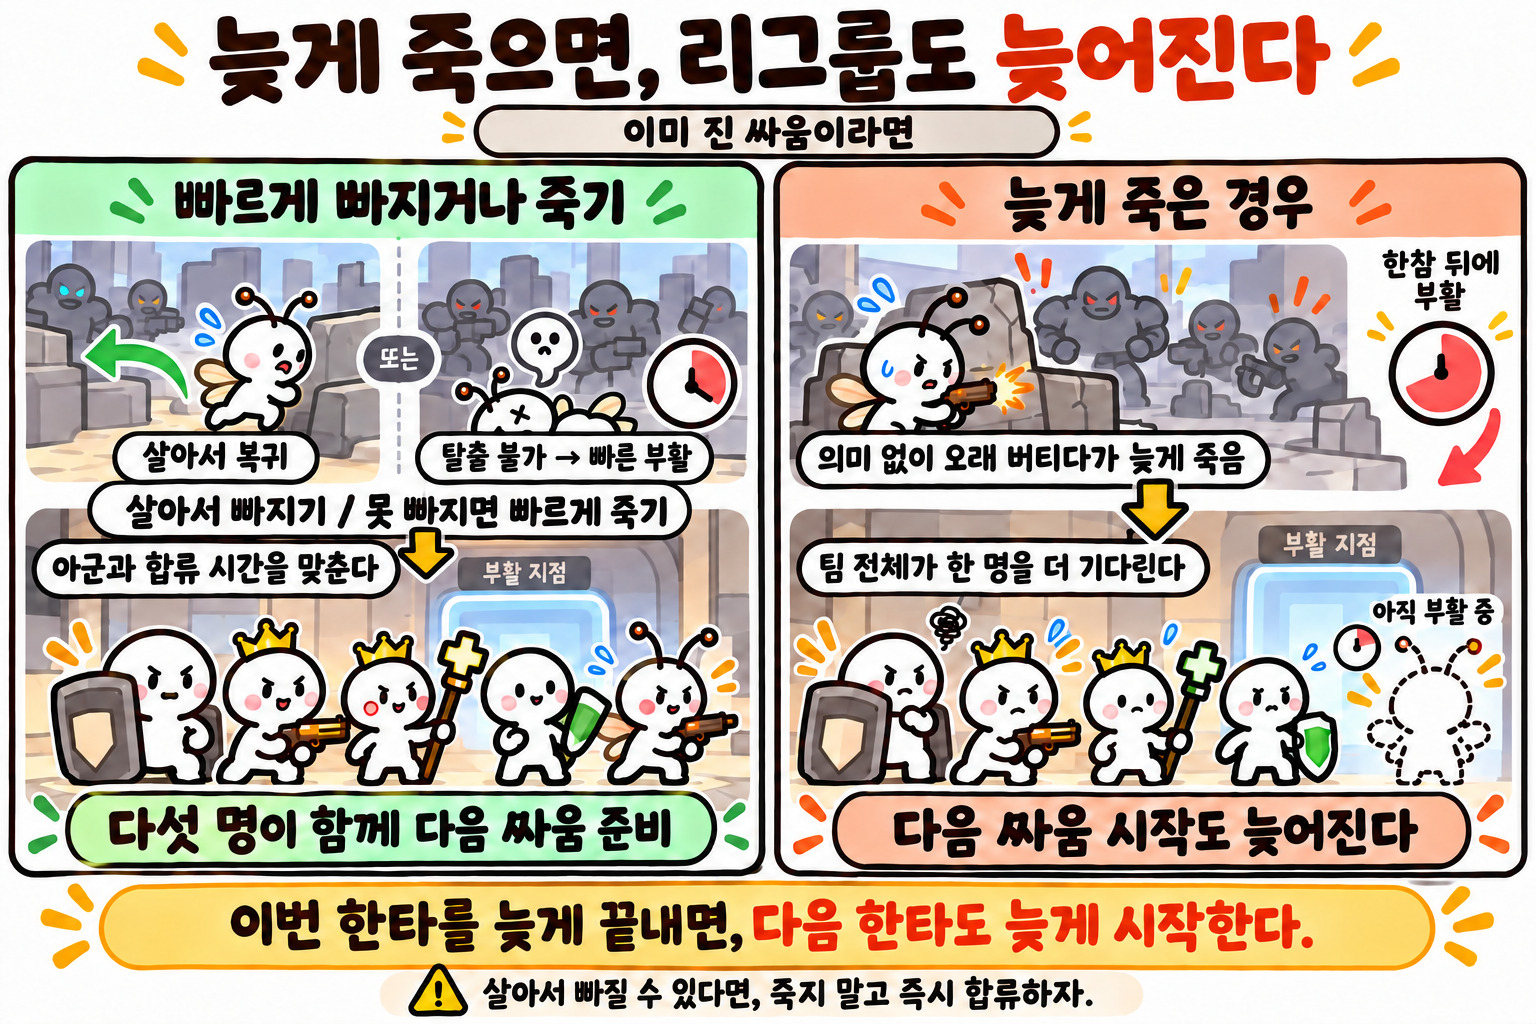 늦게 죽으면, 리그룹도 늦어진다
이미 진 싸움이라면
빠르게 빠지거나 죽기
또는
살아서 복귀
탈출 불가 → 빠른 부활
살아서 빠지기 / 못 빠지면 빠르게 죽기
아군과 합류 시간을 맞춘다
부활 지점
다섯 명이 함께 다음 싸움 준비
늦게 죽은 경우
한참 뒤에
부활
의미 없이 오래 버티다가 늦게 죽음
팀 전체가 한 명을 더 기다린다
부활 지점
아직 부활 중
다음 싸움 시작도 늦어진다
이번 한타를 늦게 끝내면, 다음 한타도 늦게 시작한다.
살아서 빠질 수 있다면, 죽지 말고 즉시 합류하자.